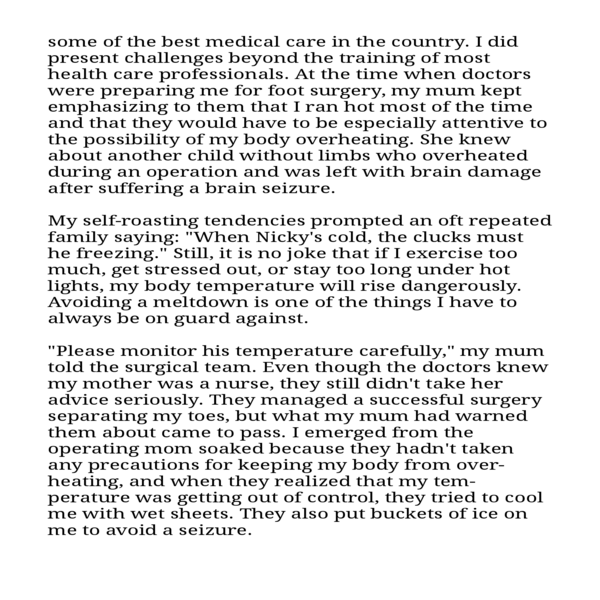 some of the best medical care in the country. I did
present challenges beyond the training of most
health care professionals. At the time when doctors
were preparing me for foot surgery, my mum kept
emphasizing to them that I ran hot most of the time
and that they would have to be especially attentive to
the possibility of my body overheating. She knew
about another child without limbs who overheated
during an operation and was left with brain damage
after suffering a brain seizure.
My self-roasting tendencies prompted an oft repeated
family saying: "When Nicky's cold, the clucks must
he freezing." Still, it is no joke that if I exercise too
much, get stressed out, or stay too long under hot
lights, my body temperature will rise dangerously.
Avoiding a meltdown is one of the things I have to
always be on guard against.
"Please monitor his temperature carefully," my mum
told the surgical team. Even though the doctors knew
my mother was a nurse, they still didn't take her
advice seriously. They managed a successful surgery
separating my toes, but what my mum had warned
them about came to pass. I emerged from the
operating mom soaked because they hadn't taken
any precautions for keeping my body from over-
heating, and when they realized that my tem-
perature was getting out of control, they tried to cool
me with wet sheets. They also put buckets of ice on
me to avoid a seizure.